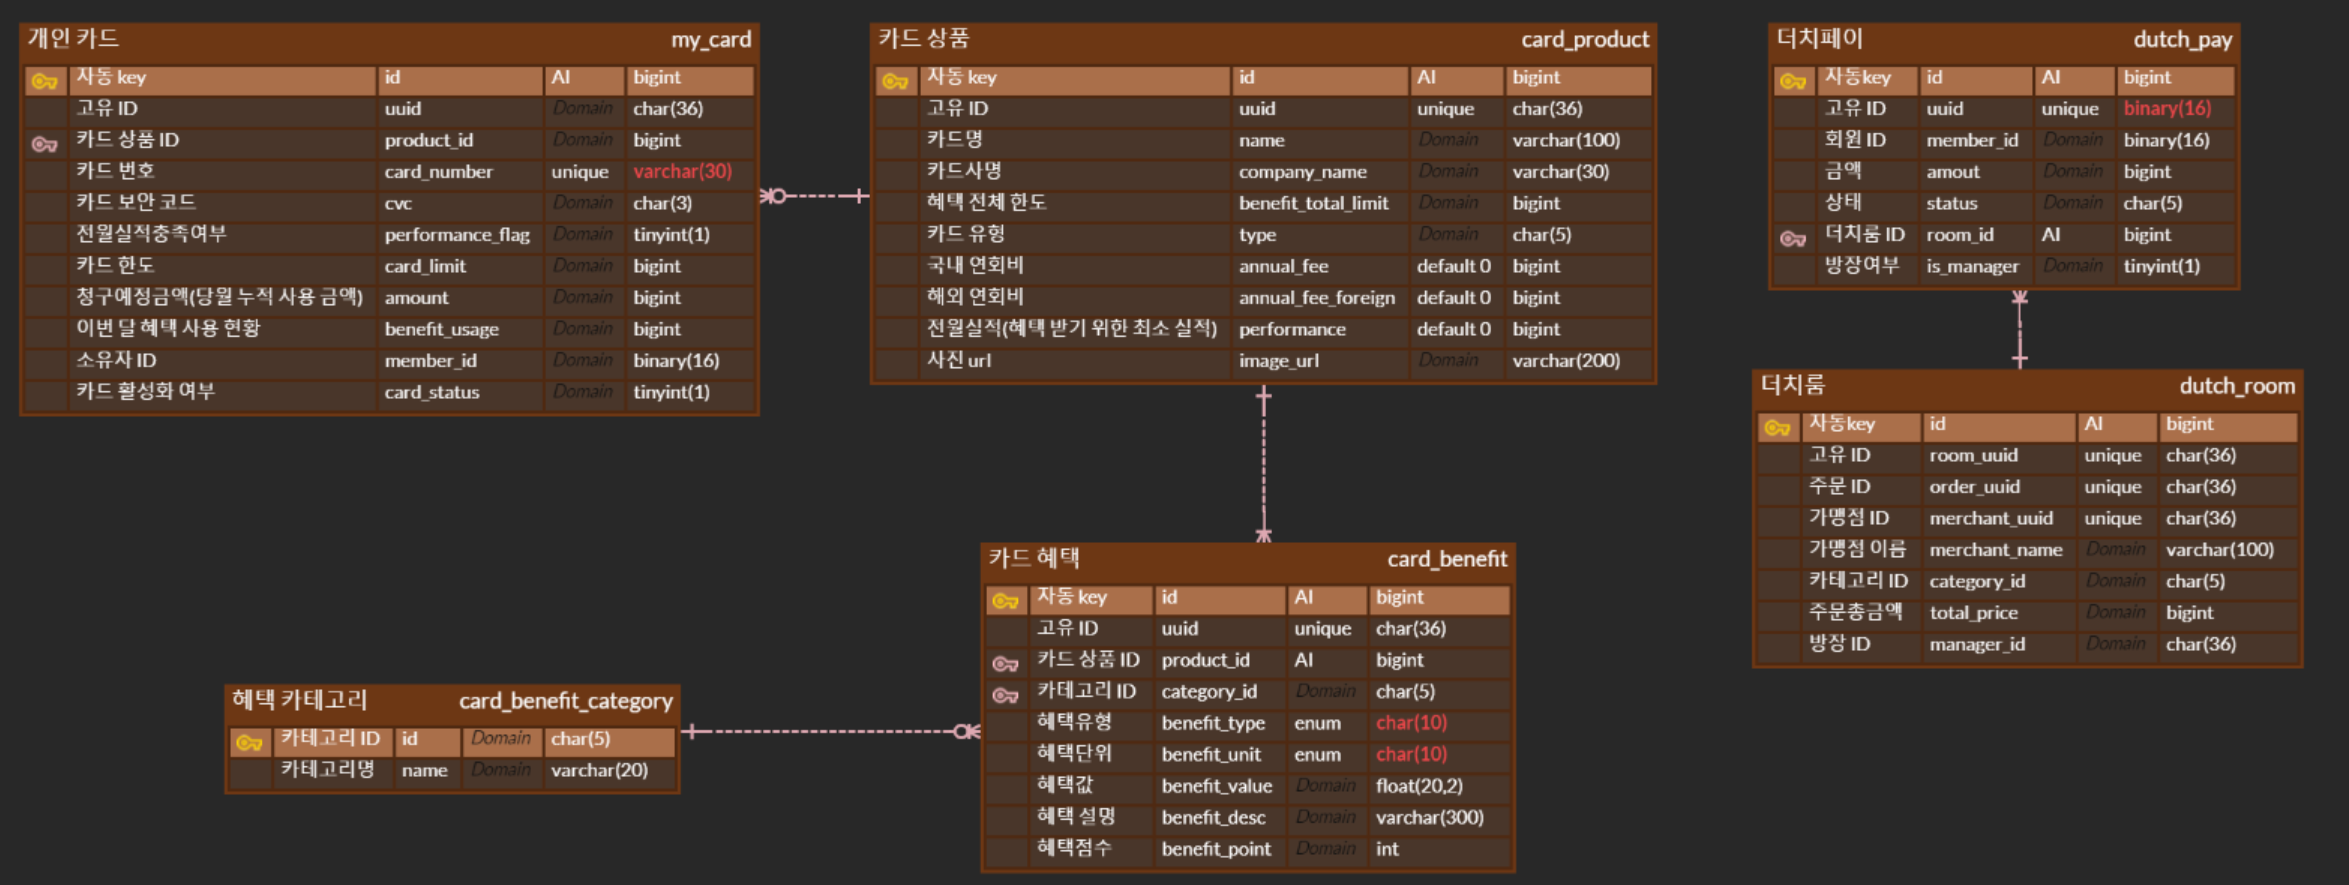 개인 카드 my_card
자동 key id AI bigint
고유 ID uuid Domain char(36)
카드 상품 ID product_id Domain bigint
카드 번호 card_number unique varchar(30)
카드 보안 코드 cvc Domain char(3)
전월실적충족여부 performance_flag Domain tinyint(1)
카드 한도 card_limit Domain bigint
청구예정금액(당월 누적 사용 금액) amount Domain bigint
이번 달 혜택 사용 현황 benefit_usage Domain bigint
소유자 ID member_id Domain binary(16)
카드 활성화 여부 card_status Domain tinyint(1)
카드 상품 card_product
자동 key id AI bigint
고유 ID uuid unique char(36)
카드명 name Domain varchar(100)
카드사명 company_name Domain varchar(30)
혜택 전체 한도 benefit_total_limit Domain bigint
카드 유형 type Domain char(5)
국내 연회비 annual_fee default 0 bigint
해외 연회비 annual_fee_foreign default 0 bigint
전월실적(혜택 받기 위한 최소 실적) performance default 0 bigint
사진 url image_url Domain varchar(200)
더치페이 dutch_pay
자동key id AI bigint
고유 ID uuid unique binary(16)
회원 ID member_id Domain binary(16)
금액 amout Domain bigint
상태 status Domain char(5)
더치룸 ID room_id AI bigint
방장여부 is_manager Domain tinyint(1)
더치룸 dutch_room
자동key id AI bigint
고유 ID room_uuid unique char(36)
주문 ID order_uuid unique char(36)
가맹점 ID merchant_uuid unique char(36)
가맹점 이름 merchant_name Domain varchar(100)
카테고리 ID category_id Domain char(5)
주문총금액 total_price Domain bigint
방장 ID manager_id Domain char(36)
카드 혜택 card_benefit
자동 key id AI bigint
고유 ID uuid unique char(36)
카드 상품 ID product_id AI bigint
카테고리 ID category_id Domain char(5)
혜택유형 benefit_type enum char(10)
혜택단위 benefit_unit enum char(10)
혜택값 benefit_value Domain float(20,2)
혜택 설명 benefit_desc Domain varchar(300)
혜택점수 benefit_point Domain int
혜택 카테고리 card_benefit_category
카테고리 ID id Domain char(5)
카테고리명 name Domain varchar(20)